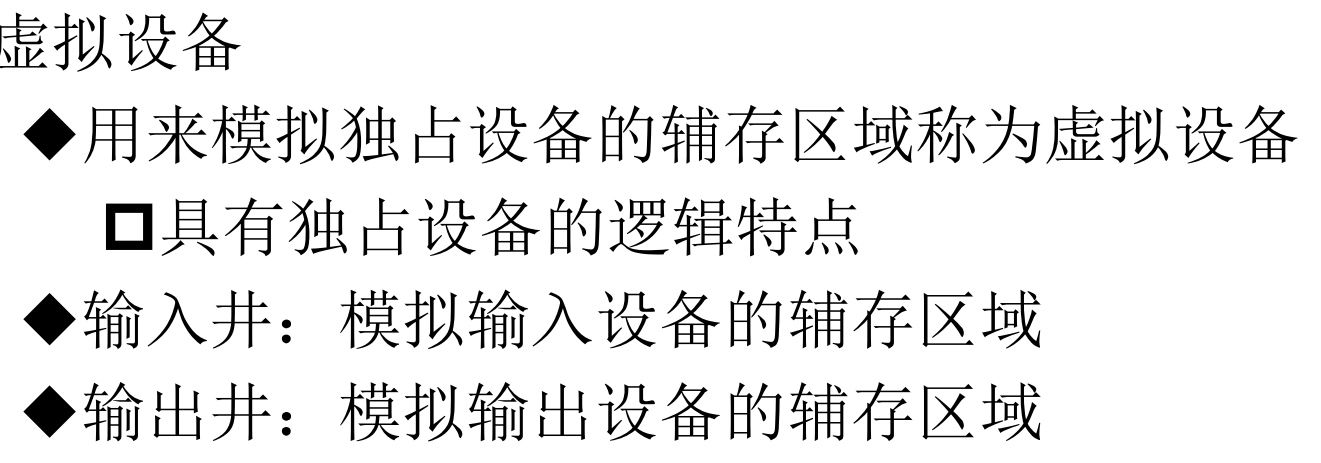 虚拟设备
◆用来模拟独占设备的辅存区域称为虚拟设备
具有独占设备的逻辑特点
◆输入井：模拟输入设备的辅存区域
◆输出井：模拟输出设备的辅存区域